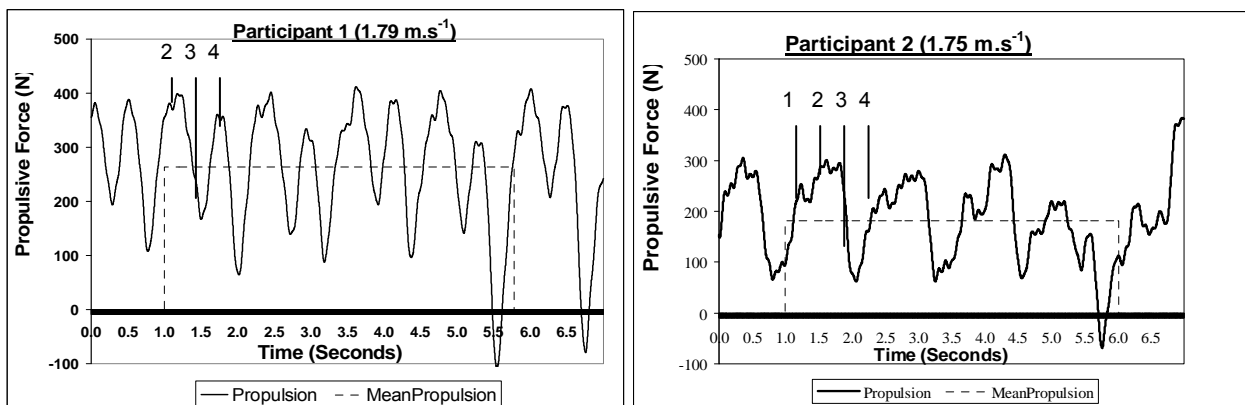 Participant 1 (1.79 m.s-1)
2 3 4
Propulsive Force (N)
500
400
300
200
100
0
-100
0.0 0.5 1.0 1.5 2.0 2.5 3.0 3.5 4.0 4.5 5.0 5.5 6.0 6.5
Time (Seconds)
Propulsion MeanPropulsion
Participant 2 (1.75 m.s-1)
1 2 3 4
Propulsive Force (N)
500
400
300
200
100
0
-100
0.0 0.5 1.0 1.5 2.0 2.5 3.0 3.5 4.0 4.5 5.0 5.5 6.0 6.5
Time (Seconds)
Propulsion MeanPropulsion